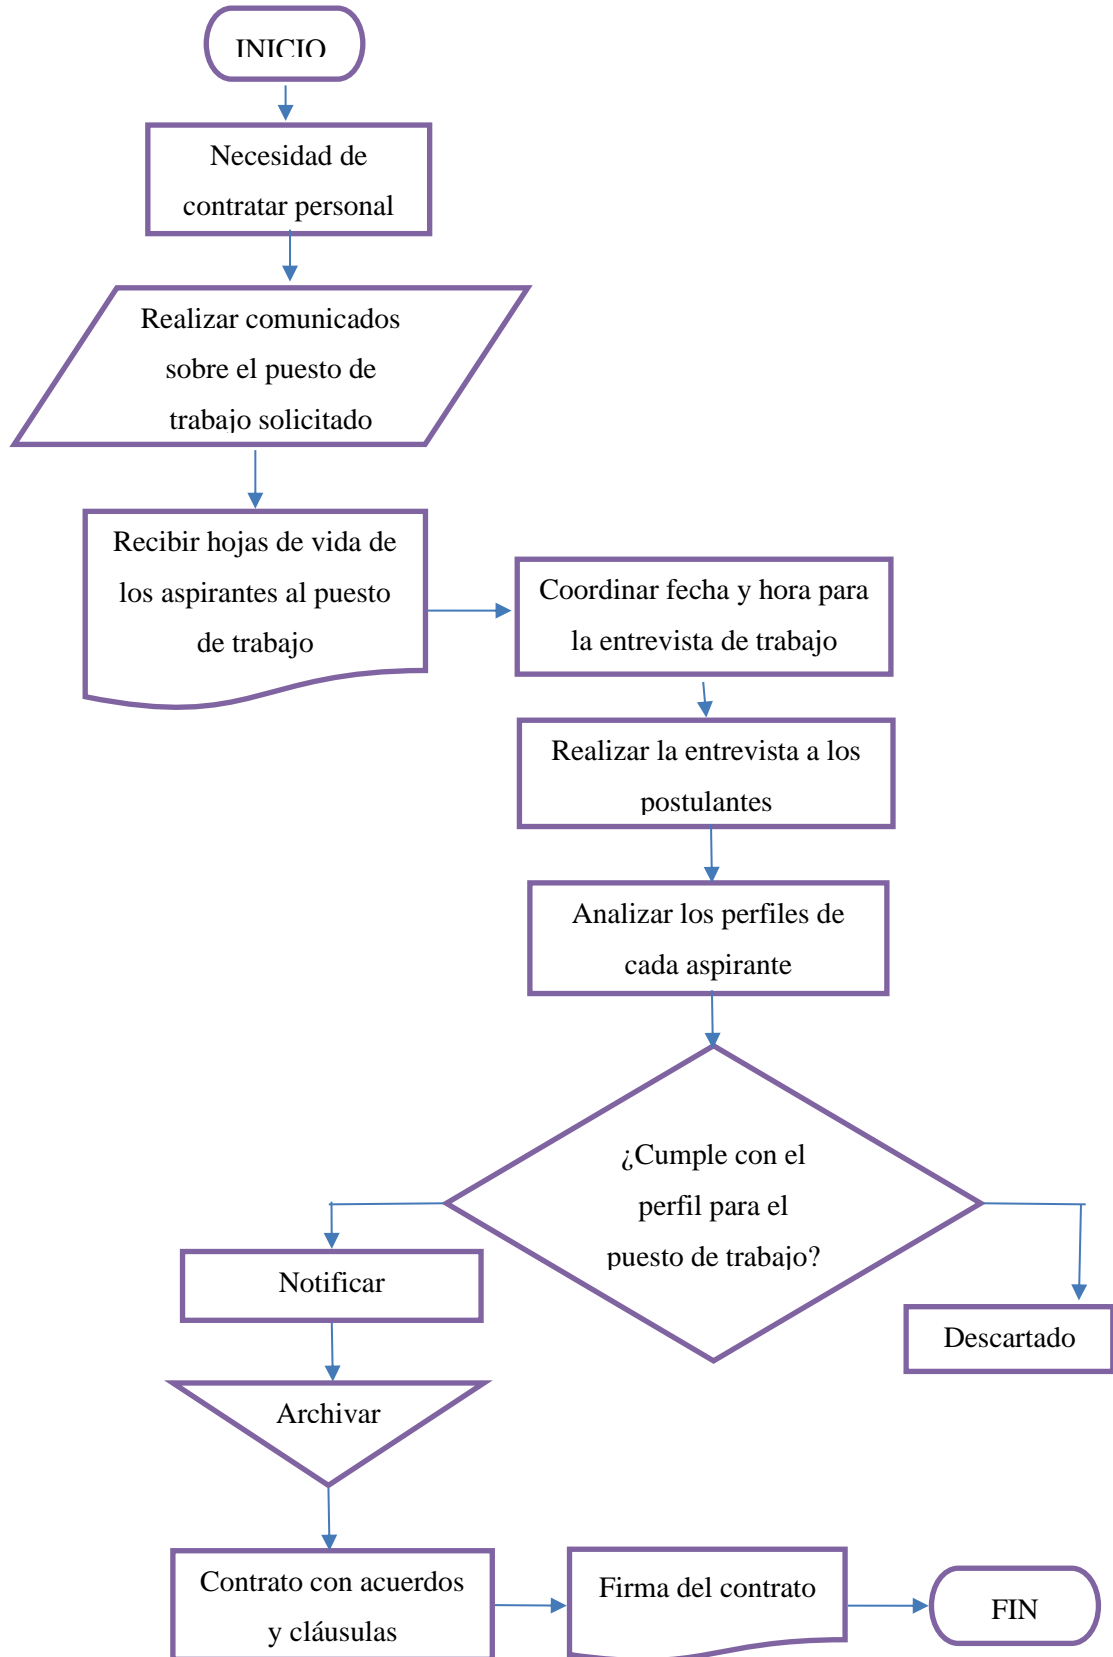 INICIO
Necesidad de
contratar personal
Realizar comunicados
sobre el puesto de
trabajo solicitado
Recibir hojas de vida de
los aspirantes al puesto
de trabajo
Coordinar fecha y hora para
la entrevista de trabajo
Realizar la entrevista a los
postulantes
Analizar los perfiles de
cada aspirante
¿Cumple con el
perfil para el
puesto de trabajo?
Notificar
Descartado
Archivar
Contrato con acuerdos
y cláusulas
Firma del contrato
FIN